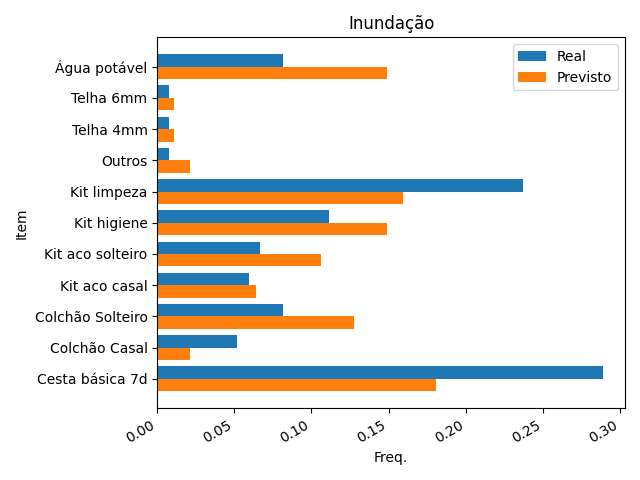 Inundação
Real
Previsto
Item
Água potável
Telha 6mm
Telha 4mm
Outros
Kit limpeza
Kit higiene
Kit aco solteiro
Kit aco casal
Colchão Solteiro
Colchão Casal
Cesta básica 7d
0.00 0.05 0.10 0.15 0.20 0.25 0.30
Freq.